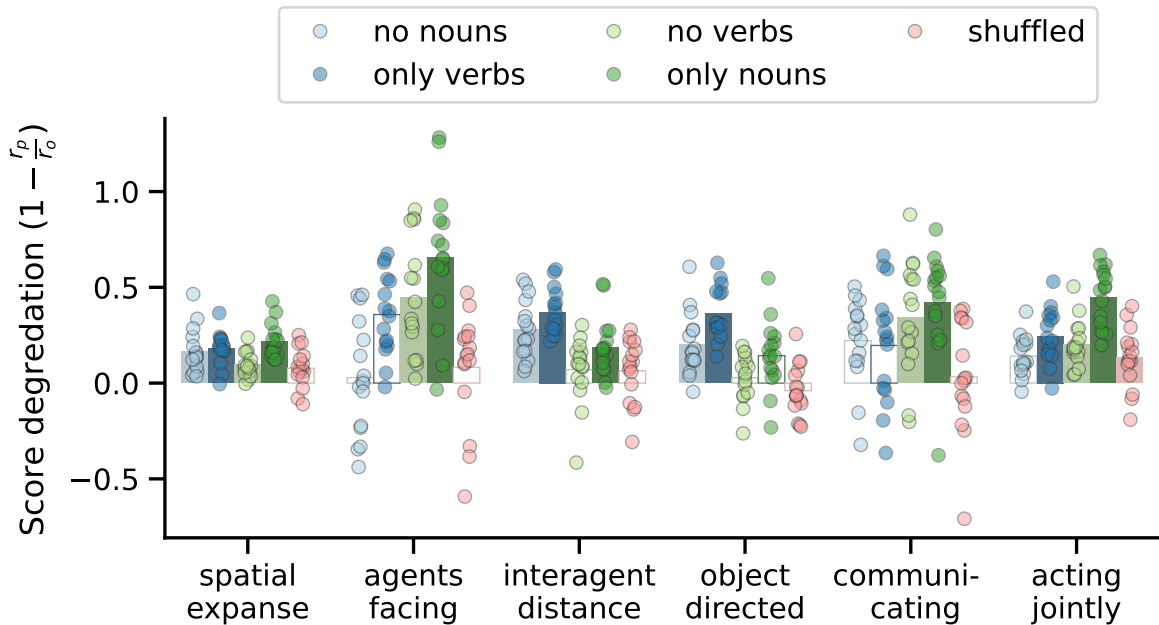 no nouns no verbs shuffled
only verbs only nouns
Score degredation (1 − r_p/r_o)
1.0
0.5
0.0
−0.5
spatial expanse
agents facing
interagent distance
object directed
communi-cating
acting jointly